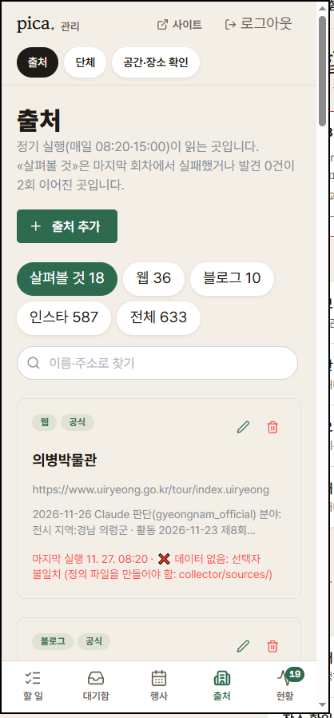 pica. 관리
사이트
로그아웃
출처
단체
공간·장소 확인
출처
정기 실행(매일 08:20·15:00)이 읽는 곳입니다.
«살펴볼 것»은 마지막 회차에서 실패했거나 발견 0건이
2회 이어진 곳입니다.
+ 출처 추가
살펴볼 것 18
웹 36
블로그 10
인스타 587
전체 633
이름·주소로 찾기
웹
공식
의병박물관
https://www.uiryeong.go.kr/tour/index.uiryeong
2026-11-26 Claude 판단(gyeongnam_official) 분야:
전시 지역:경남 의령군 · 활동 2026-11-23 제8회...
마지막 실행 11. 27. 08:20 · ❌ 데이터 없음: 선택자
불일치 (정의 파일을 만들어야 함: collector/sources/)
블로그
공식
할 일
대기함
행사
출처
현황
19